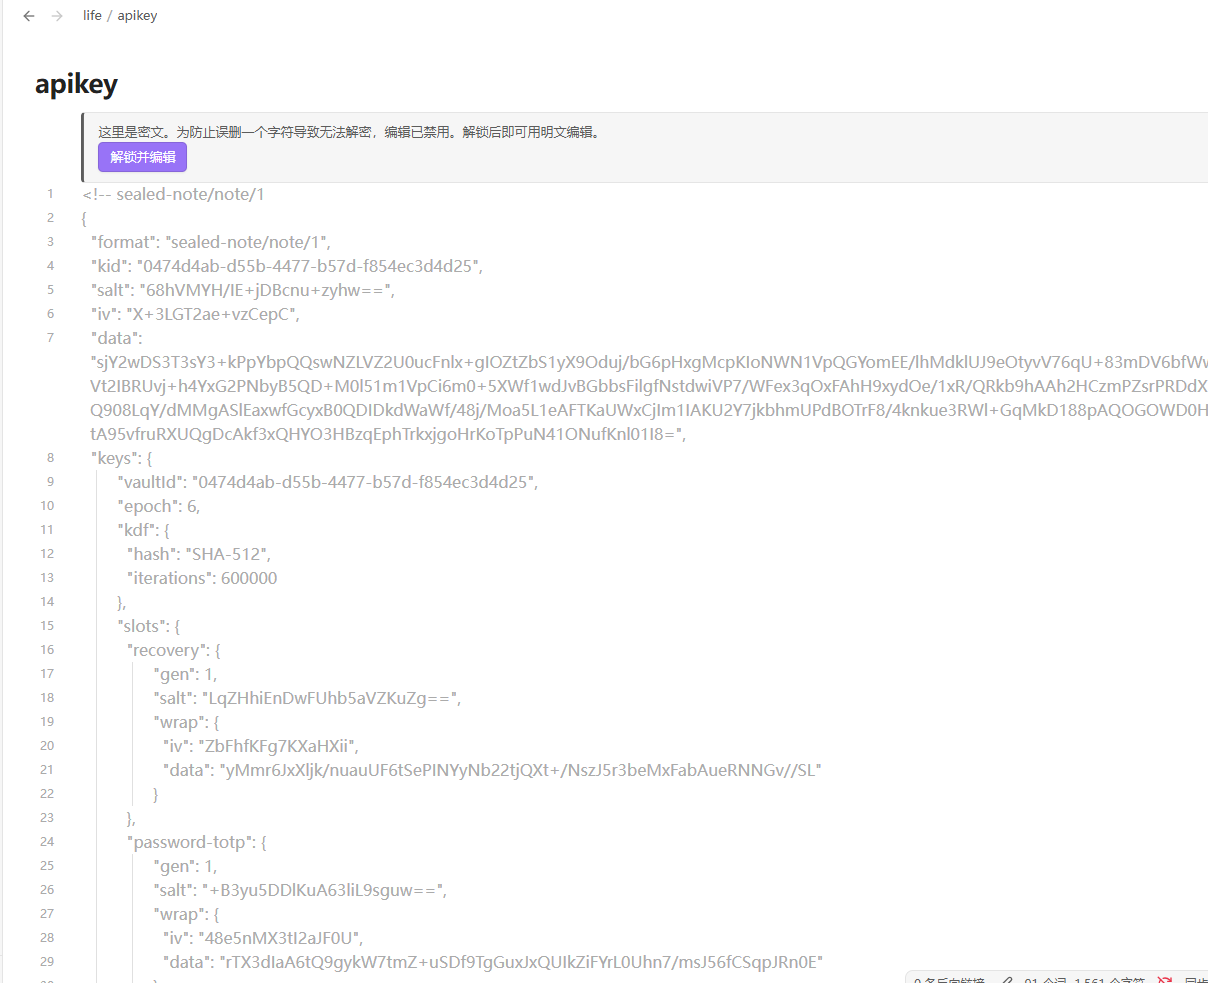 life / apikey
apikey
这里是密文。为防止误删一个字符导致无法解密，编辑已禁用。解锁后即可用明文编辑。
解锁并编辑
1 <!-- sealed-note/note/1
2 {
3 "format": "sealed-note/note/1",
4 "kid": "0474d4ab-d55b-4477-b57d-f854ec3d4d25",
5 "salt": "68hVMYH/IE+jDBcnu+zyhw==",
6 "iv": "X+3LGT2ae+vzCepC",
7 "data":
"sjY2wDS3T3sY3+kPpYbpQQswNZLVZ2U0ucFnlx+gIOZtZbS1yX9Oduj/bG6pHxgMcpKIoNWN1VpQGYomEE/lhMdklUJ9eOtyvV76qU+83mDV6bfWv
Vt2IBRUvj+h4YxG2PNbyB5QD+M0l51m1VpCi6m0+5XWf1wdJvBGbbsFilgfNstdwiVP7/WFex3qOxFAhH9xydOe/1xR/QRkb9hAAh2HCzmPZsrPRDdX
Q908LqY/dMMgASlEaxwfGcyxB0QDIDkdWaWf/48j/Moa5L1eAFTKaUWxCjIm1IAKU2Y7jkbhmUPdBOTrF8/4knkue3RWl+GqMkD188pAQOGOWD0H
tA95vfruRXUQgDcAkf3xQHYO3HBzqEphTrkxjgoHrKoTpPuN41ONufKnl01I8=",
8 "keys": {
9 "vaultId": "0474d4ab-d55b-4477-b57d-f854ec3d4d25",
10 "epoch": 6,
11 "kdf": {
12 "hash": "SHA-512",
13 "iterations": 600000
14 },
15 "slots": {
16 "recovery": {
17 "gen": 1,
18 "salt": "LqZHhiEnDwFUhb5aVZKuZg==",
19 "wrap": {
20 "iv": "ZbFhfKFg7KXaHXii",
21 "data": "yMmr6JxXljk/nuauUF6tSePINYyNb22tjQXt+/NszJ5r3beMxFabAueRNNGv//SL"
22 }
23 },
24 "password-totp": {
25 "gen": 1,
26 "salt": "+B3yu5DDlKuA63liL9sguw==",
27 "wrap": {
28 "iv": "48e5nMX3tI2aJF0U",
29 "data": "rTX3dIaA6tQ9gykW7tmZ+uSDf9TgGuxJxQUIkZiFYrL0Uhn7/msJ56fCSqpJRn0E"